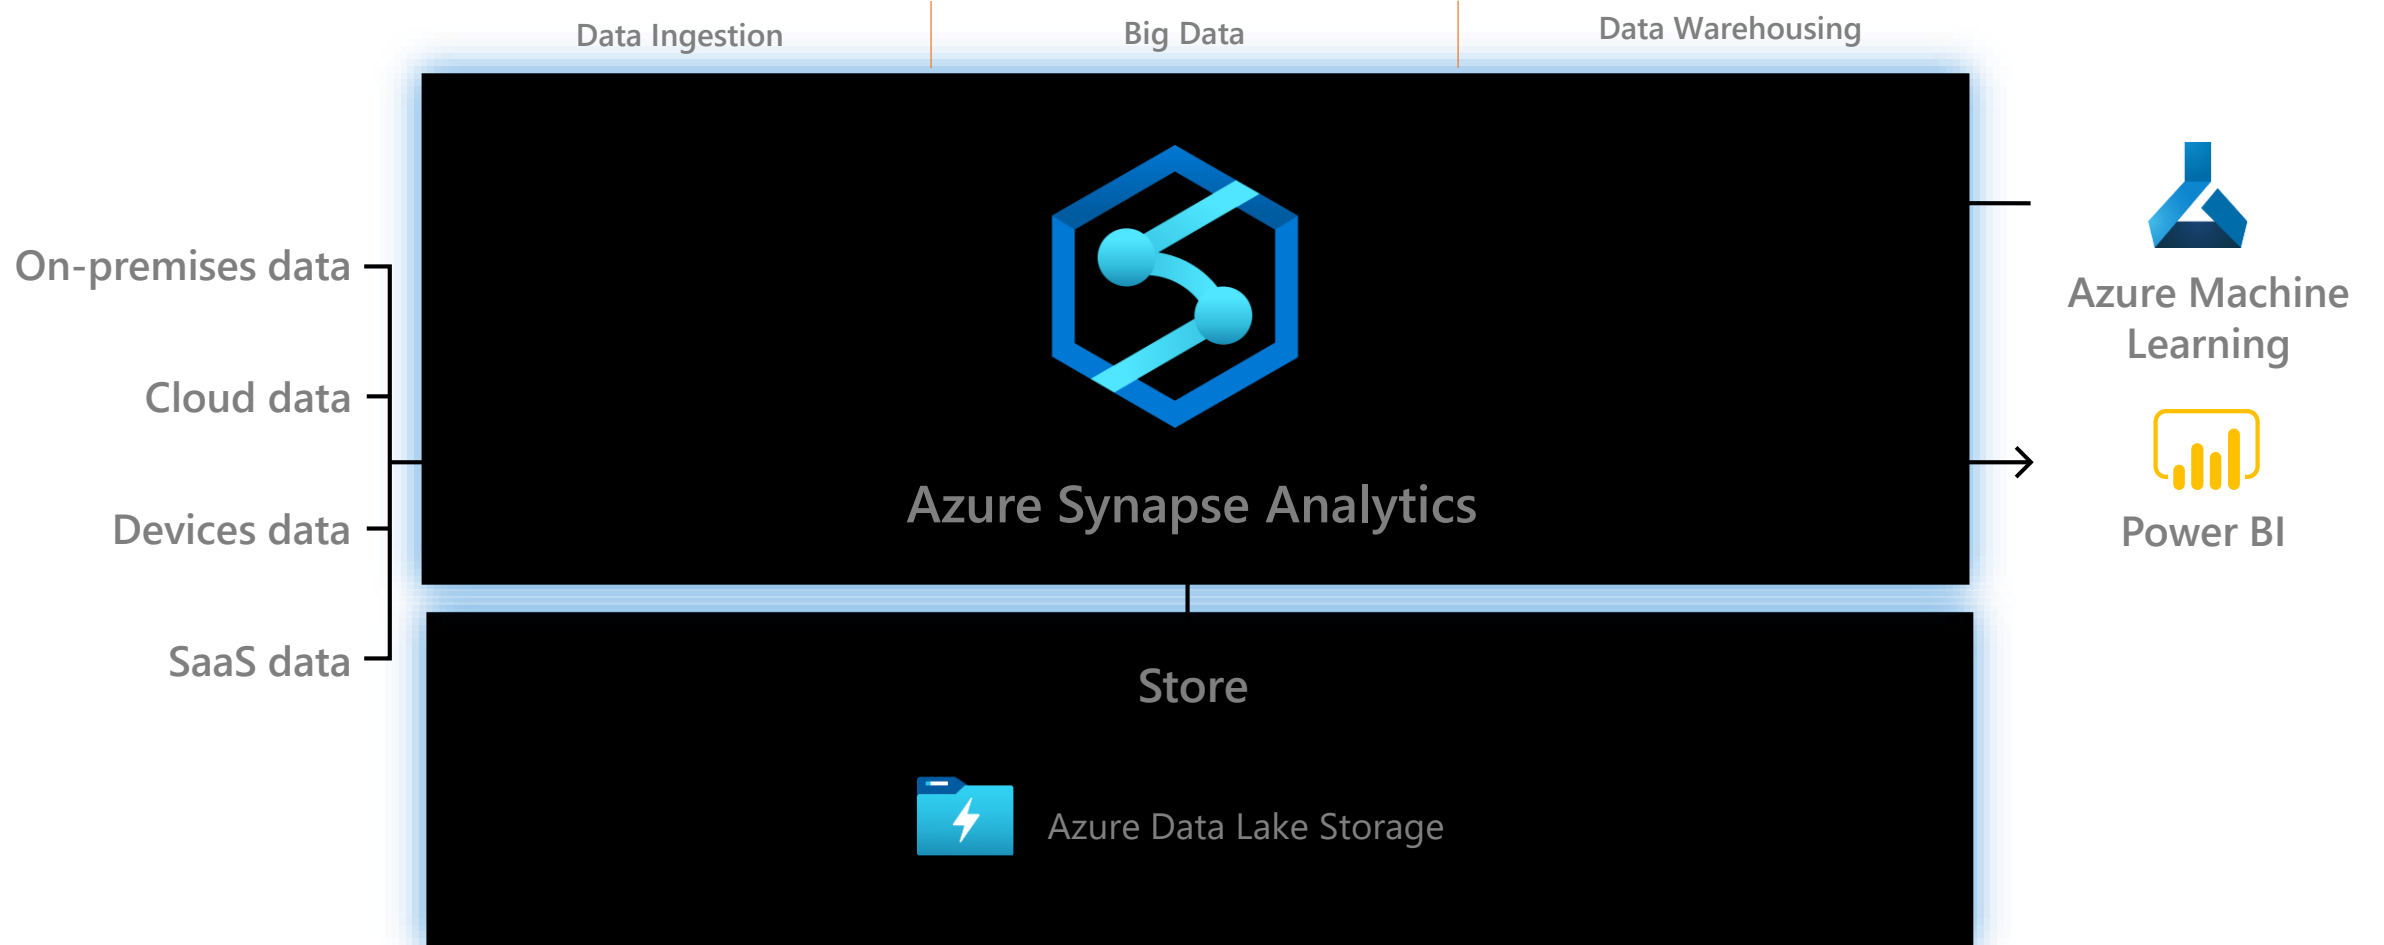 Data Ingestion
Big Data
Data Warehousing
On-premises data
Cloud data
Devices data
SaaS data
Azure Synapse Analytics
Azure Machine
Learning
Power BI
Store
Azure Data Lake Storage